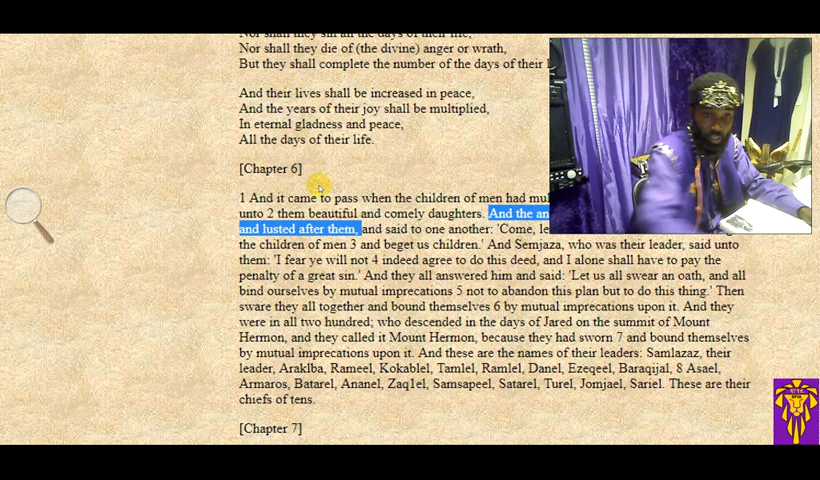 Nor shall they sin all the days of their life,
Nor shall they die of (the divine) anger or wrath,
But they shall complete the number of the days of their
And their lives shall be increased in peace,
And the years of their joy shall be multiplied,
In eternal gladness and peace,
All the days of their life.
[Chapter 6]
1 And it came to pass when the children of men had
unto 2 them beautiful and comely daughters. And the
and lusted after them, and said to one another: 'Come,
the children of men 3 and beget us children.' And Semjaza, who was their leader, said unto
them: 'I fear ye will not 4 indeed agree to do this deed, and I alone shall have to pay the
penalty of a great sin.' And they all answered him and said: 'Let us all swear an oath, and all
bind ourselves by mutual imprecations 5 not to abandon this plan but to do this thing.' Then
sware they all together and bound themselves 6 by mutual imprecations upon it. And they
were in all two hundred; who descended in the days of Jared on the summit of Mount
Hermon, and they called it Mount Hermon, because they had sworn 7 and bound themselves
by mutual imprecations upon it. And these are the names of their leaders: Samlazaz, their
leader, Araklba, Rameel, Kokablel, Tamlel, Ramlel, Danel, Ezeqeel, Baraqijal, 8 Asael,
Armaros, Batarel, Ananel, Zaq1el, Samsapeel, Satarel, Turel, Jomjael, Sariel. These are their
chiefs of tens.
[Chapter 7]